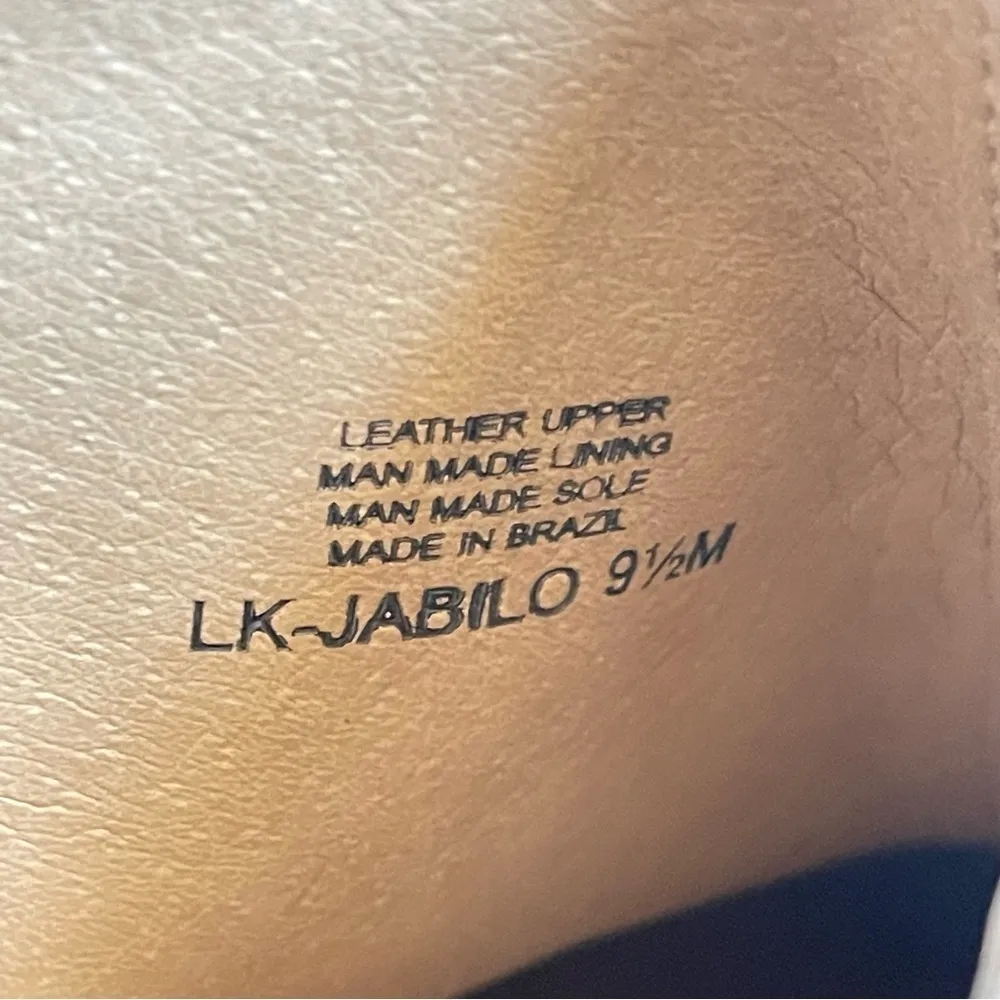 LEATHER UPPER
MAN MADE LINING
MAN MADE SOLE
MADE IN BRAZIL
LK-JABILO 9½M